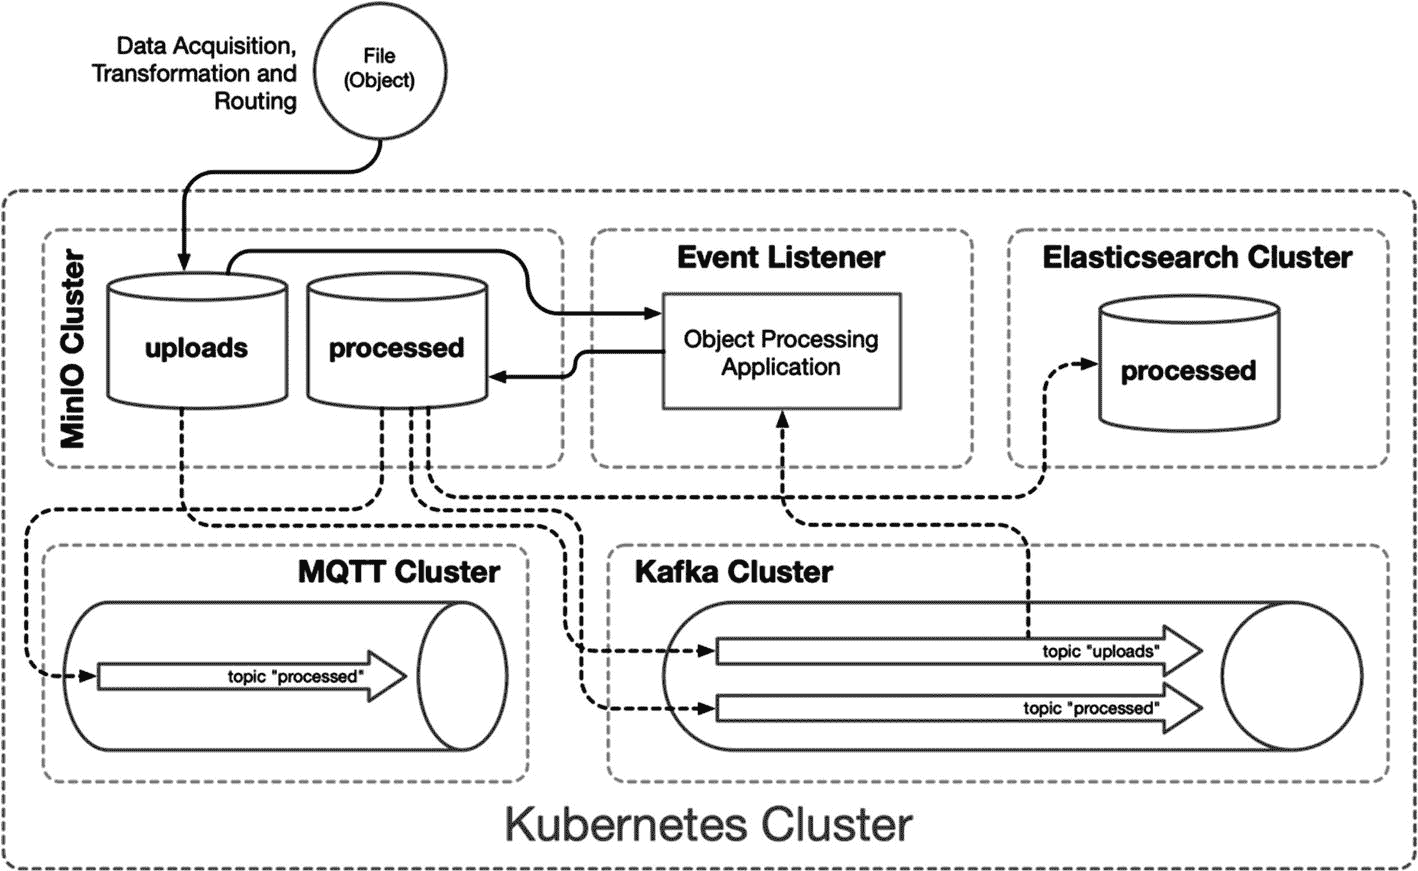 Data Acquisition,
Transformation and
Routing
File
(Object)
MinIO Cluster
uploads
processed
Event Listener
Object Processing
Application
Elasticsearch Cluster
processed
MQTT Cluster
topic "processed"
Kafka Cluster
topic "uploads"
topic "processed"
Kubernetes Cluster